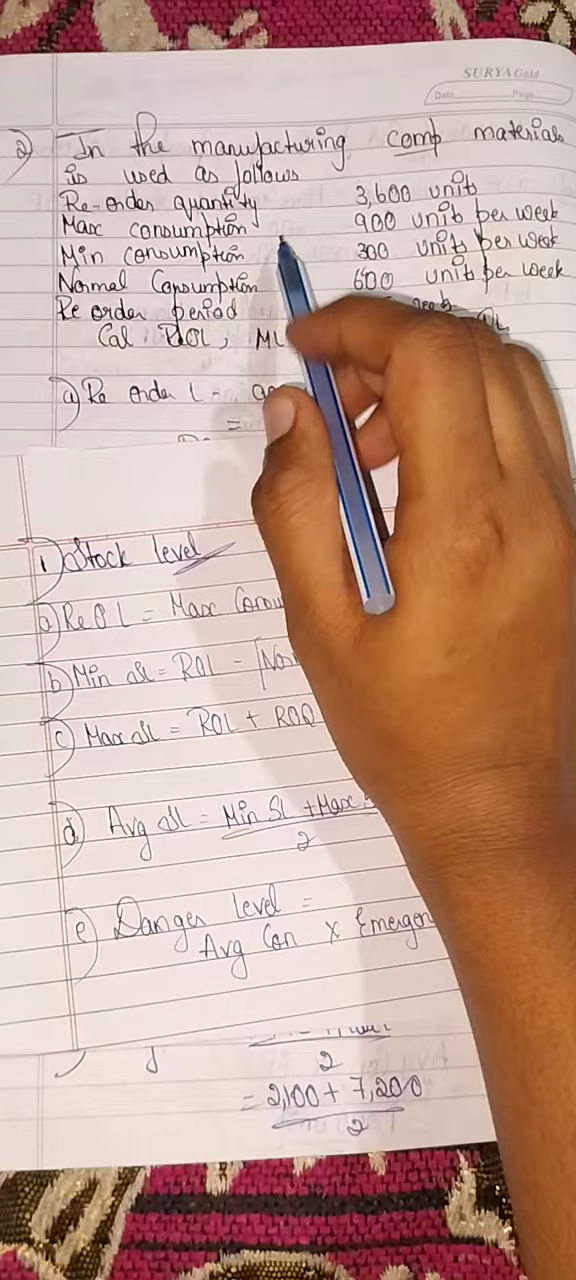 SURYA Gold
Date Page
2) In the manufacturing comp materials
is used as follows
Re-order quantity 3,600 units
Max consumption 900 units per week
Min consumption 300 units per week
Normal Consumption 600 units per week
Re order period
Cal ROL, ML
a) Re order L =
=
1) Stock level
a) Re O L = Max Consu
b) Min SL = ROL - [Nor
c) Max SL = ROL + ROQ
d) Avg SL = Min SL + Max
2
e) Danger level =
Avg Con x Emergen
2
= 2,100 + 7,200
2